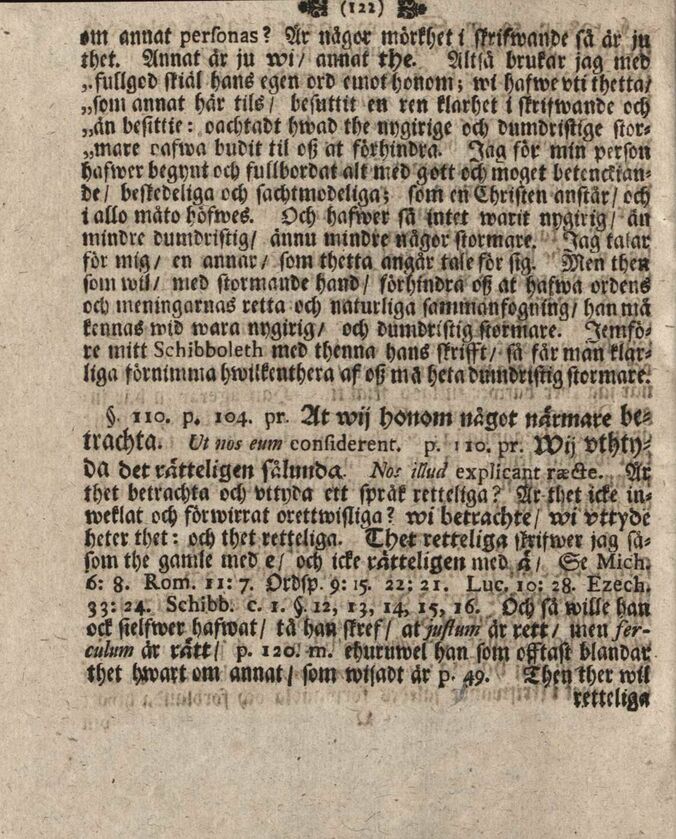 (122)
om annat personas? Är någor mörkhet i skrifwande så är ju
thet. Annat är ju wi/ annat the. Altså brukar jag med
„fullgod skiäl hans egen ord emot honom; wi hafwe vti thetta/
„som annat här tils/ besuttit en ren klarhet i skrifwande och
„än besittie: oachtadt hwad the nygirige och dumdristige stor-
„mare oafwa budit til oß at förhindra. Jag för min person
hafwer begynt och fullbordat alt med gott och moget betenckian-
de/ beskedeliga och sachtmodeliga; som en Christen anstår/ och
i allo måto höfwes. Och hafwer så intet warit nygirig/ än
mindre dumdristig/ ännu mindre någor stormare. Jag talar
för mig/ en annar/ som thetta angår tale för sig. Men then
som wil/ med stormande hand/ förhindra oß at hafwa ordens
och meningarnas retta och naturliga sammanfogning/ han må
kennas wid wara nygirig/ och dumdristig stormare. Jemfö-
re mitt Schibboleth med thenna hans skrifft/ så får man klar-
liga förnimma hwilkenthera af oß må heta dumdristig stormare.
§. 110. p. 104. pr. At wij honom något närmare be-
trachta. Ut nos eum considerent. p. 110. pr. Wij vthty-
da det rätteligen sålunda. Nos illud explicant ræcte. Är
thet betrachta och vttyda ett språk retteliga? Är thet icke in-
weklat och förwirrat orettwisliga? wi betrachte/ wi vttyde
heter thet: och thet retteliga. Thet retteliga skrifwer jag så-
som the gamle med e/ och icke rätteligen med ä/ Se Mich.
6: 8. Rom. 11: 7. Ordsp. 9: 15. 22: 21. Luc. 10: 28. Ezech.
33: 24. Schibb. c. 1. §. 12, 13, 14, 15, 16. Och så wille han
ock sielfwer hafwat/ tå han skref/ at justum är rett/ men fer-
culum är rätt/ p. 120. m. ehuruwel han som offtast blandar
thet hwart om annat/ som wisadt är p. 49. Then ther wil
retteliga